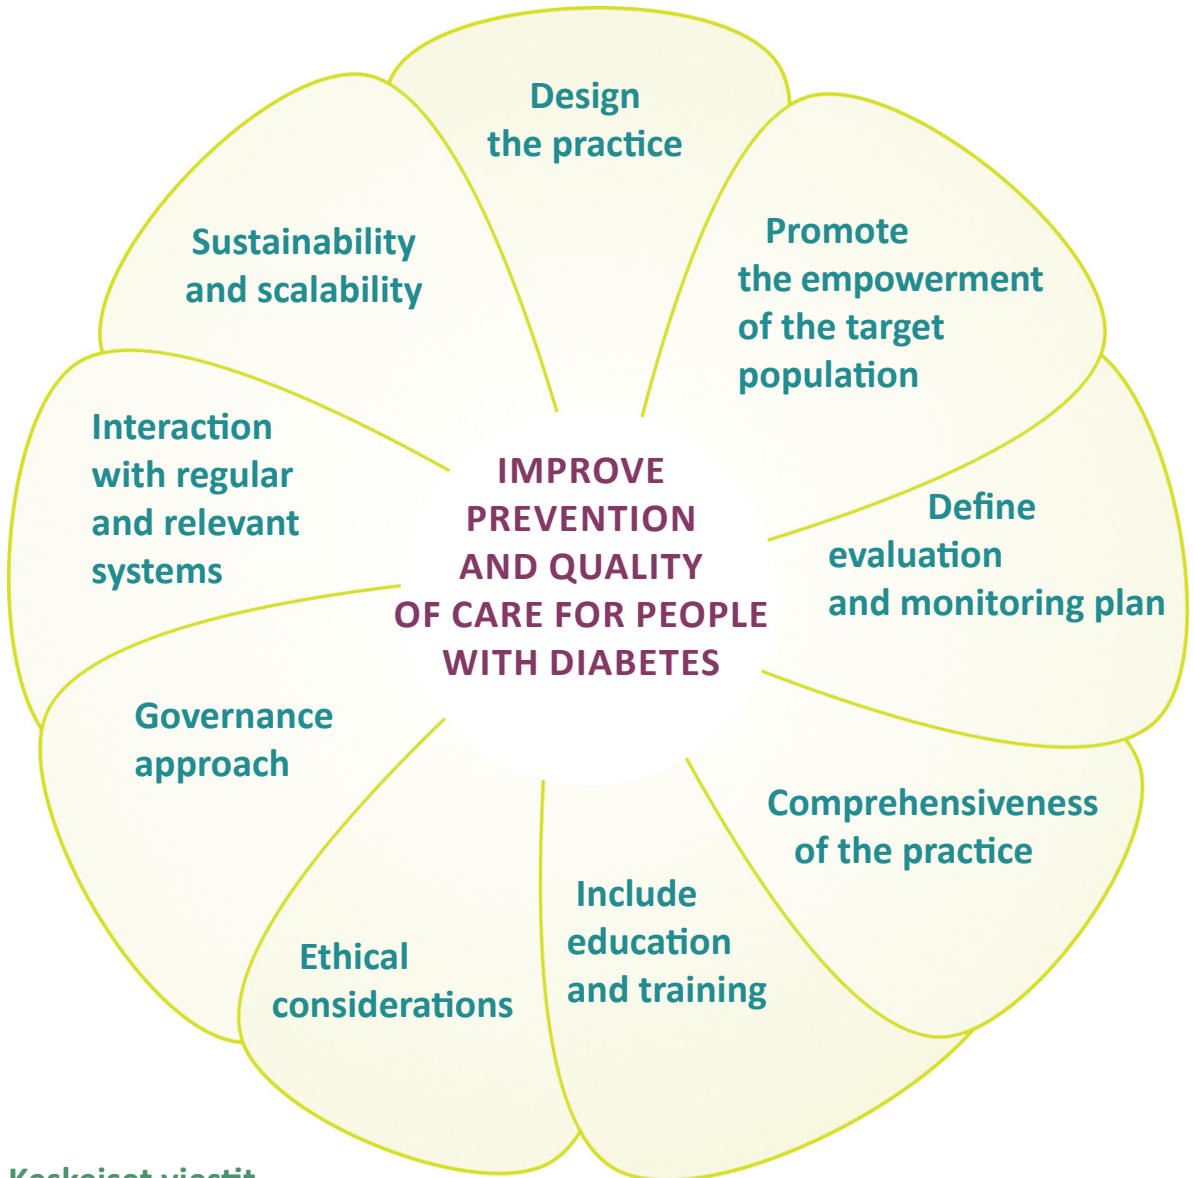 Design
the practice
Promote
the empowerment
of the target
population
Define
evaluation
and monitoring plan
Comprehensiveness
of the practice
Include
education
and training
Ethical
considerations
Governance
approach
Interaction
with regular
and relevant
systems
Sustainability
and scalability
IMPROVE
PREVENTION
AND QUALITY
OF CARE FOR PEOPLE
WITH DIABETES
Keskeiset viestit